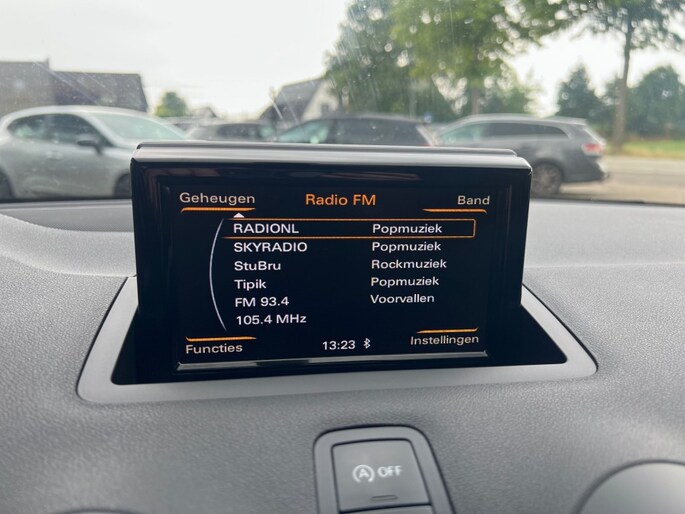 Geheugen Radio FM Band
RADIONL Popmuziek
SKYRADIO Popmuziek
StuBru Rockmuziek
Tipik Popmuziek
FM 93.4 Voorvallen
105.4 MHz
Functies 13:23 Instellingen
A OFF